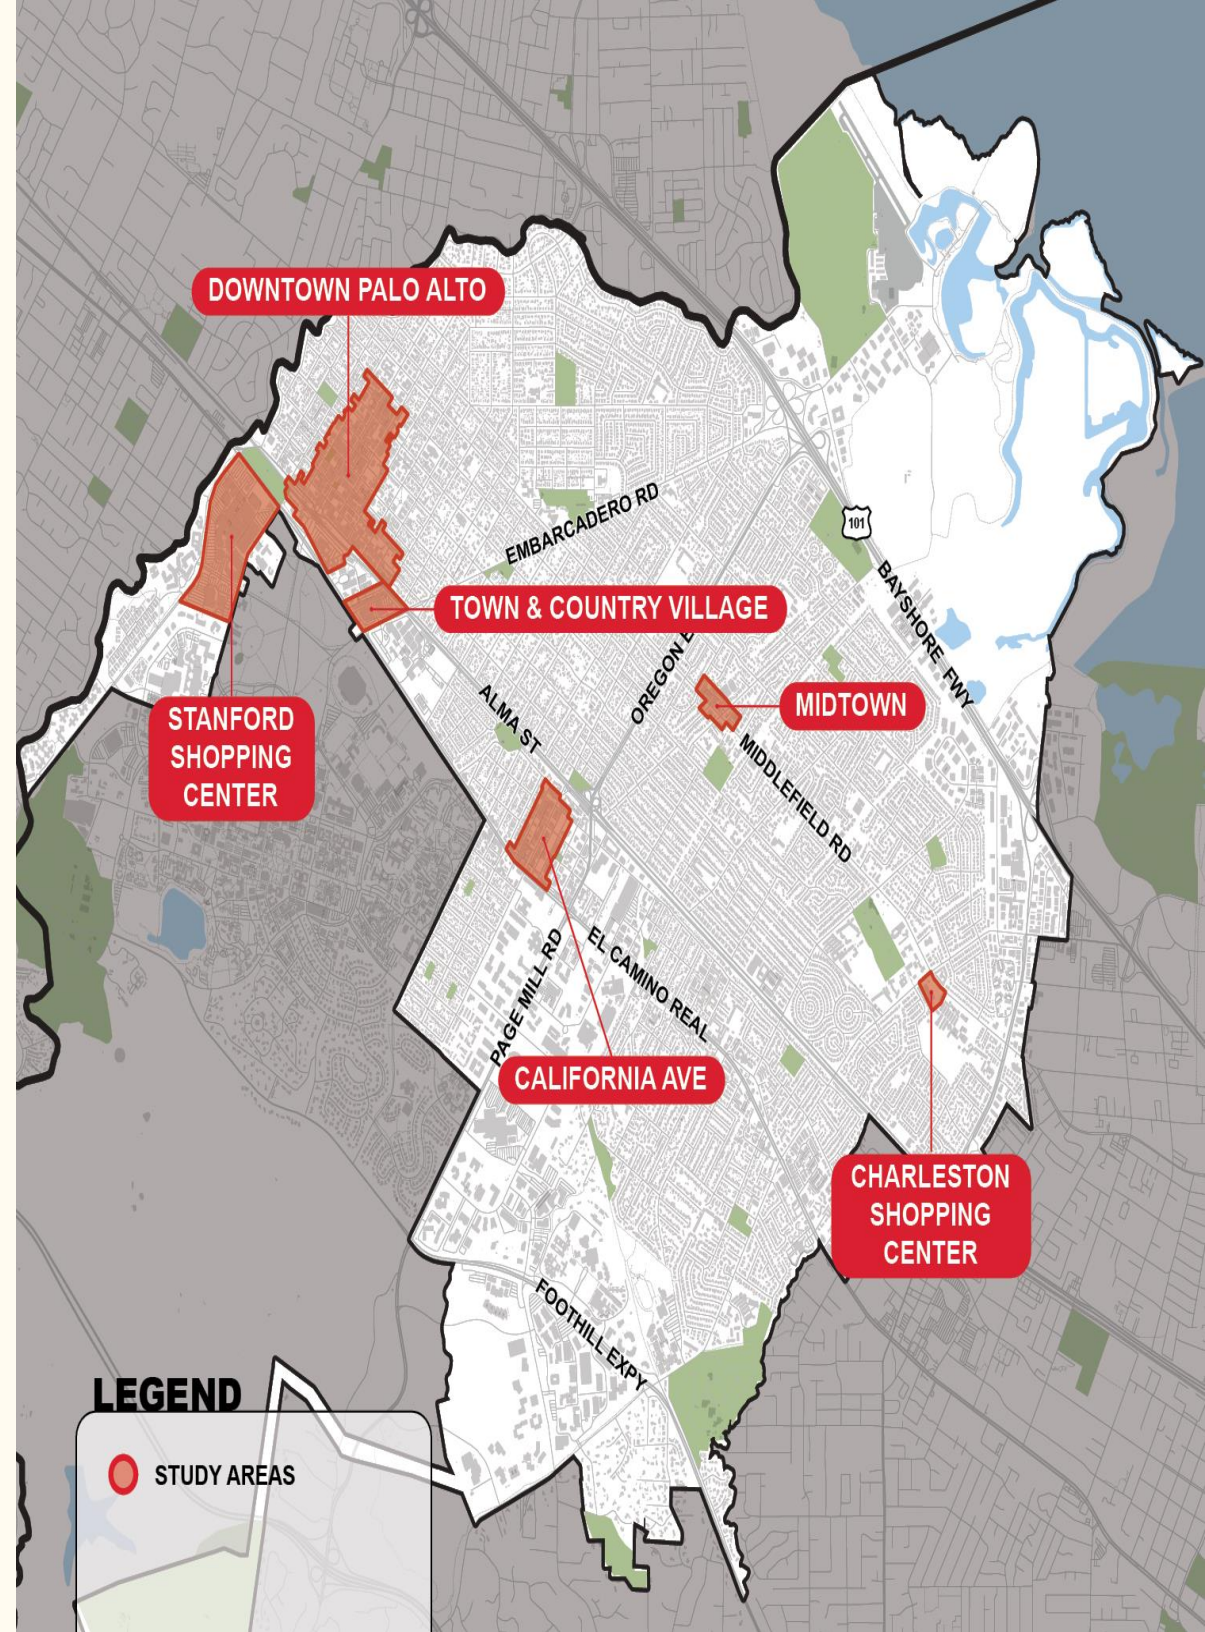 DOWNTOWN PALO ALTO
EMBARCADERO RD
101
BAYSHORE FWY
TOWN & COUNTRY VILLAGE
OREGON E
MIDTOWN
STANFORD
SHOPPING
CENTER
ALMA ST
MIDDLEFIELD RD
EL CAMINO REAL
PAGE MILL RD
CALIFORNIA AVE
CHARLESTON
SHOPPING
CENTER
FOOTHILL EXPY
LEGEND
STUDY AREAS